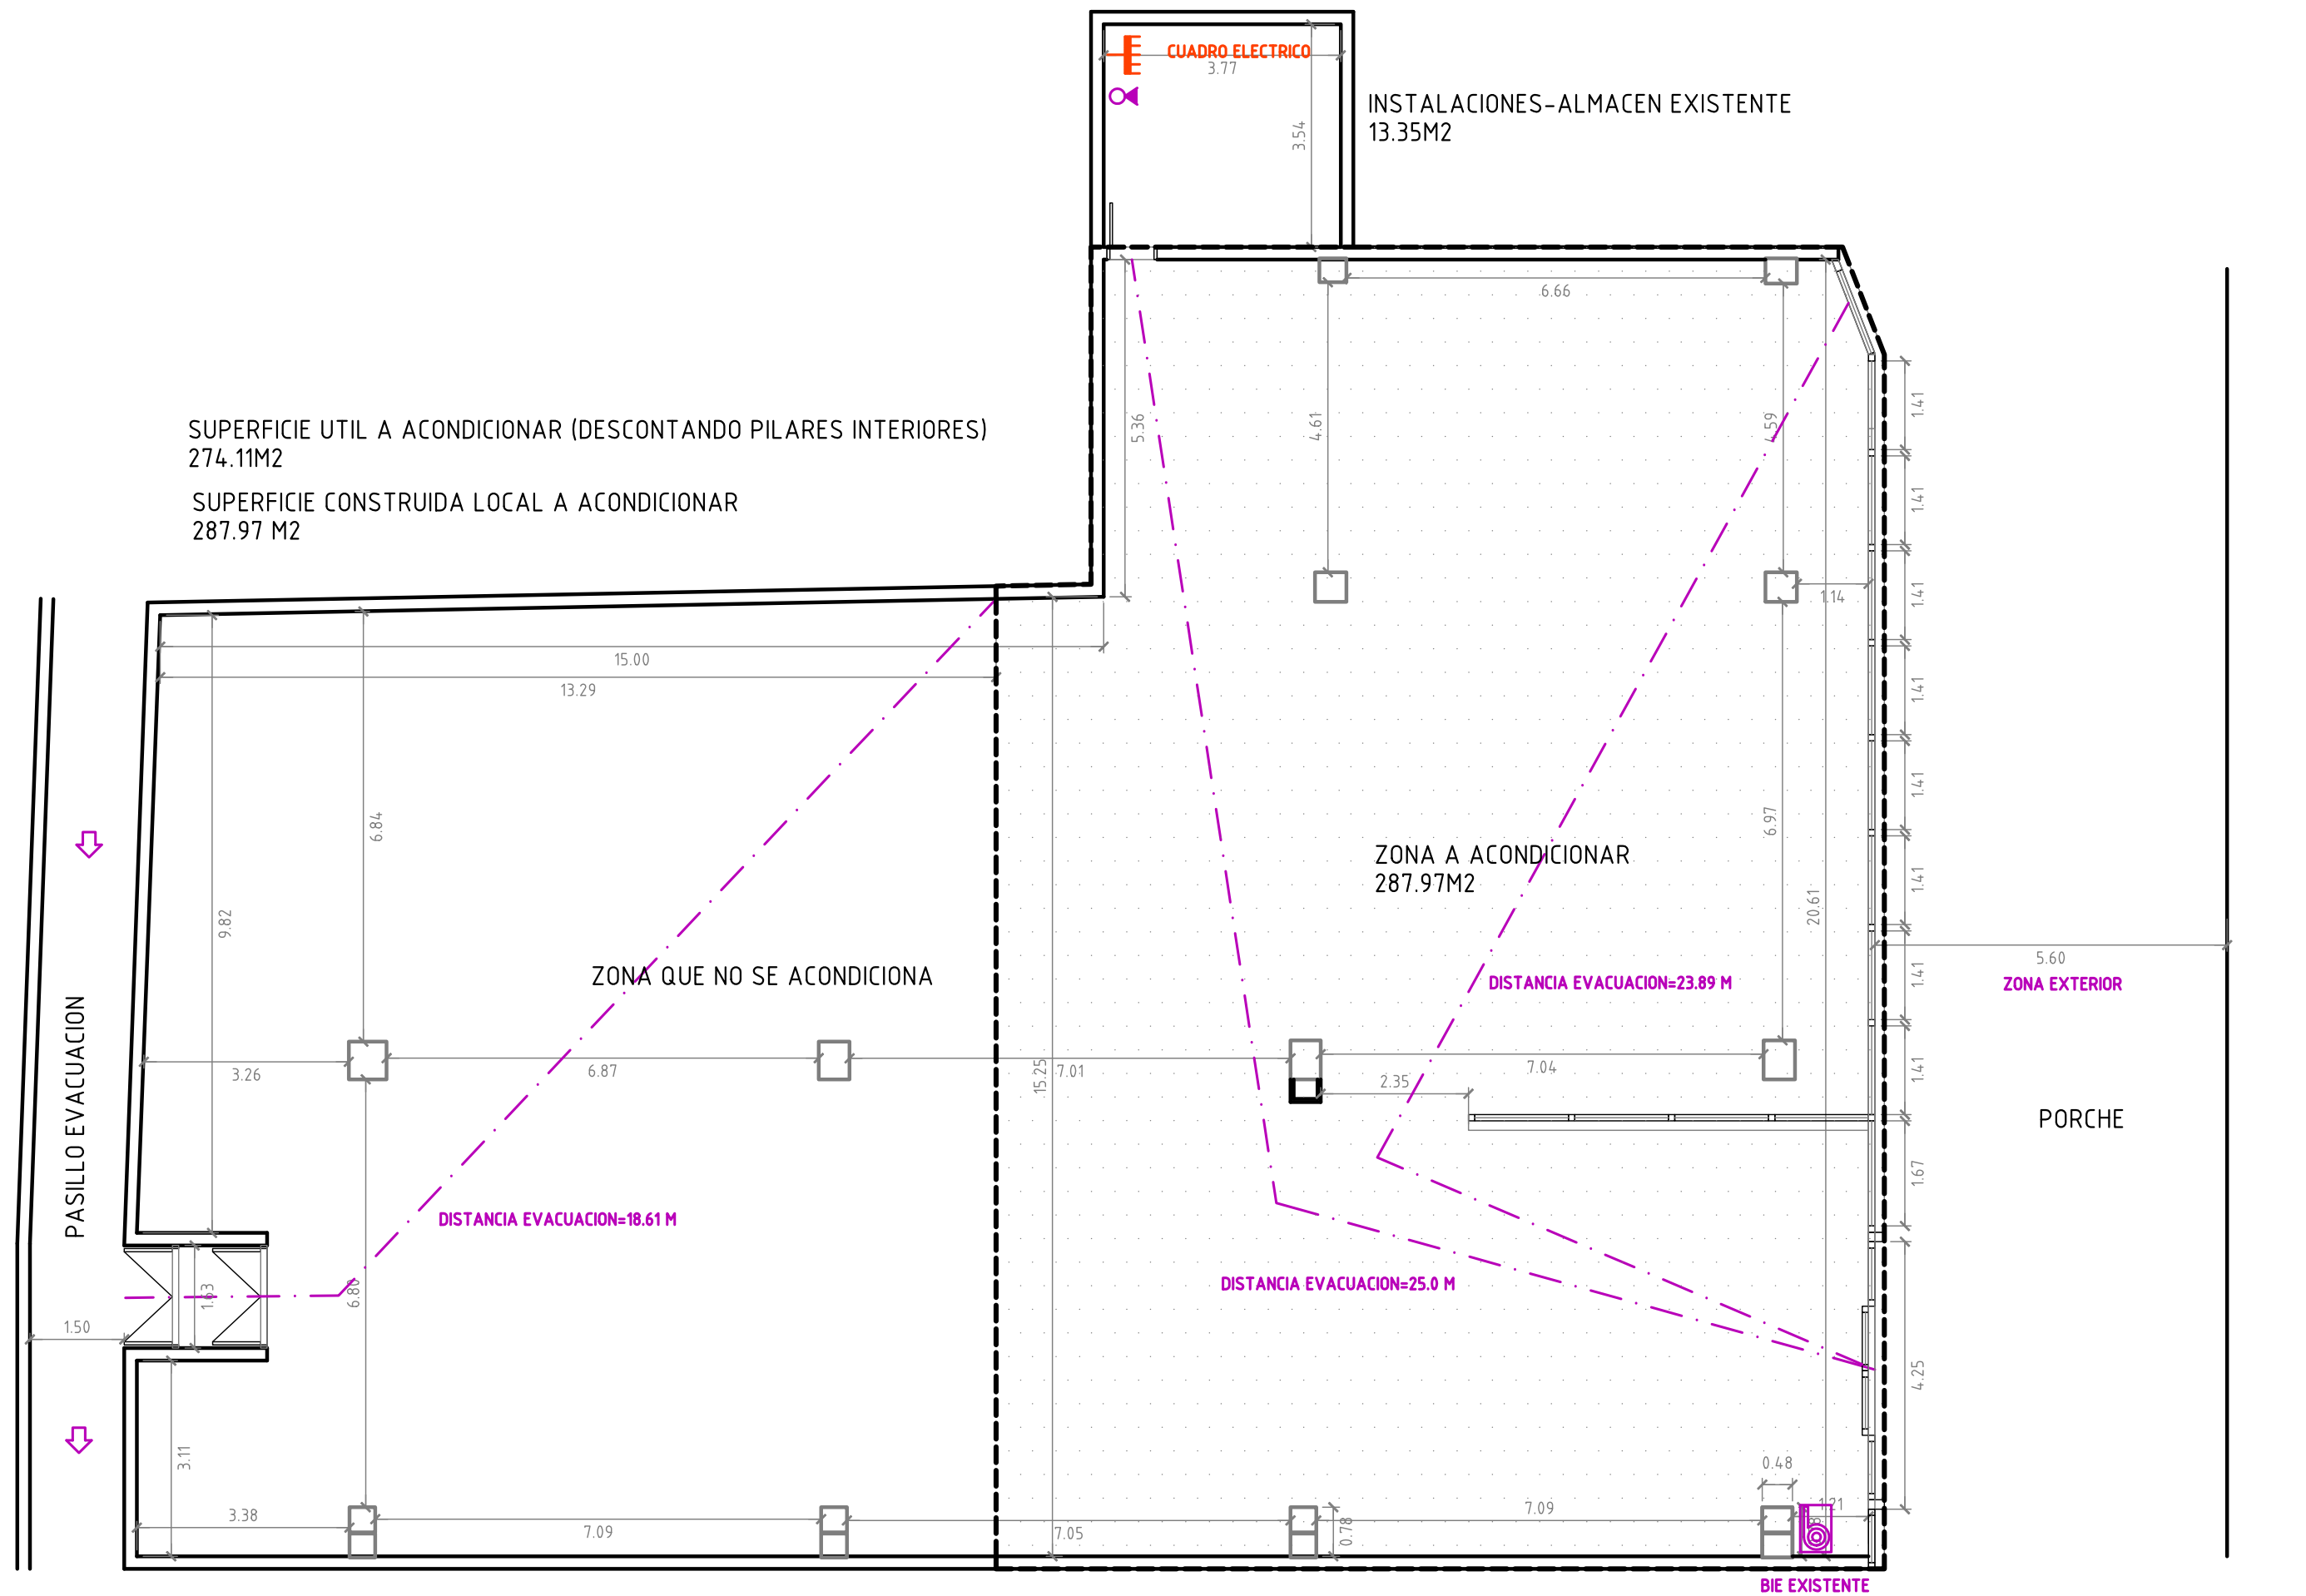 CUADRO ELECTRICO
3.77
INSTALACIONES-ALMACEN EXISTENTE
13.35M2
3.54
6.66
SUPERFICIE UTIL A ACONDICIONAR (DESCONTANDO PILARES INTERIORES)
274.11M2
SUPERFICIE CONSTRUIDA LOCAL A ACONDICIONAR
287.97 M2
5.36
4.61
4.59
1.41
1.41
1.41
1.14
15.00
13.29
1.41
1.41
6.84
6.97
ZONA A ACONDICIONAR
287.97M2
1.41
20.61
9.82
5.60
ZONA QUE NO SE ACONDICIONA
DISTANCIA EVACUACION=23.89 M
1.41
ZONA EXTERIOR
PASILLO EVACUACION
3.26
6.87
15.25
7.01
7.04
2.35
1.41
PORCHE
1.67
DISTANCIA EVACUACION=18.61 M
DISTANCIA EVACUACION=25.0 M
1.63
1.50
4.25
3.11
0.48
3.38
7.09
7.05
0.78
7.09
1.21
BIE EXISTENTE